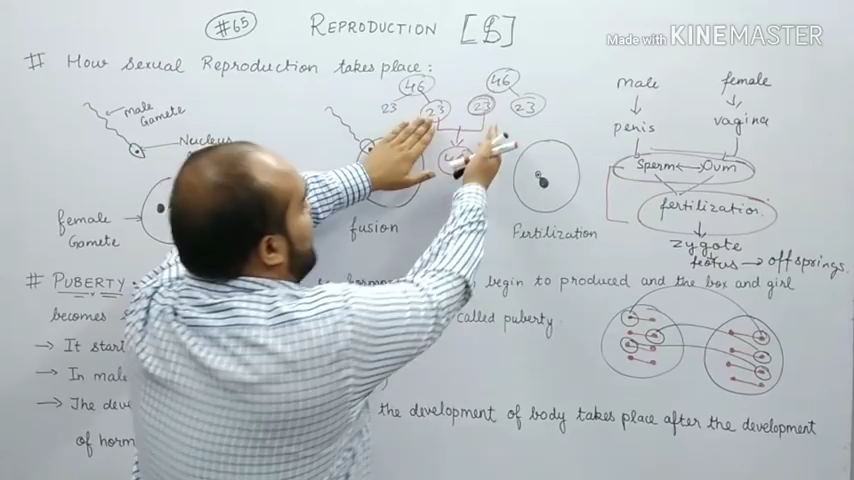 #65 REPRODUCTION [$]
Made with KINEMASTER
# How sexual Reproduction takes place:
46 46
23 23 23 23
male Gamete
Nucleus
female Gamete
fusion
Fertilization
male female
penis vagina
Sperm Ovum
fertilization
zygote
foetus → offsprings
# PUBERTY begin to produced and the box and girl
becomes called puberty
→ It start
→ In male
→ The deve the development of body takes place after the development
of horm